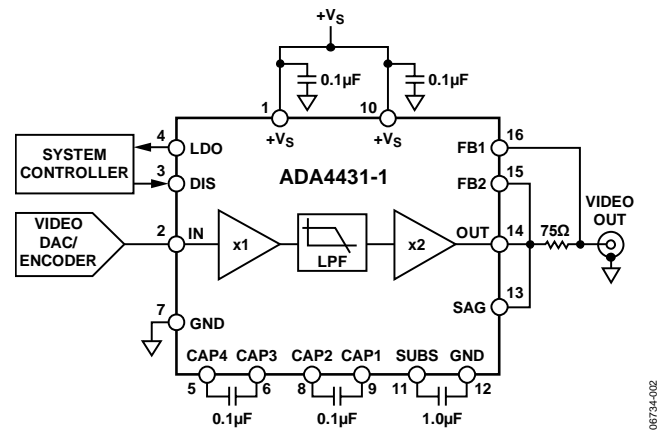 +VS
0.1µF
0.1µF
1
10
+VS
+VS
SYSTEM
CONTROLLER
4
LDO
3
DIS
ADA4431-1
FB1
16
FB2
15
VIDEO
OUT
VIDEO
DAC/
ENCODER
2
IN
x1
LPF
x2
OUT
14
75Ω
SAG
13
7
GND
CAP4
CAP3
CAP2
CAP1
SUBS
GND
5
6
8
9
11
12
0.1µF
0.1µF
1.0µF
06734-002